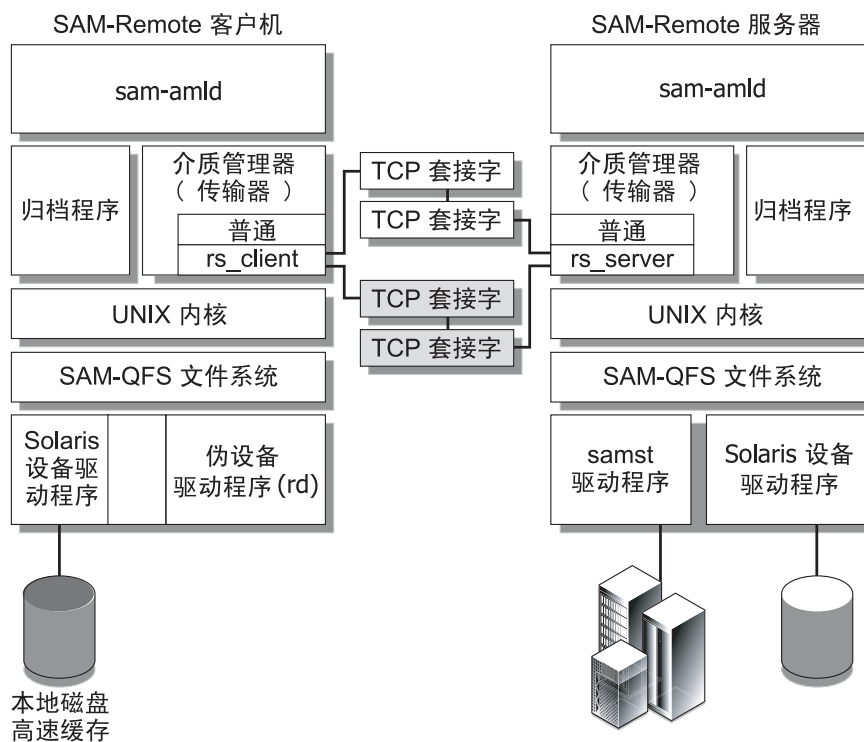 SAM-Remote 客户机
sam-amld
归档程序
介质管理器
（ 传输器 ）
普通
rs_client
UNIX 内核
SAM-QFS 文件系统
Solaris
设备驱
动程序
伪设备
驱动程序(rd)
本地磁盘
高速缓存
TCP 套接字
TCP 套接字
TCP 套接字
TCP 套接字
SAM-Remote 服务器
sam-amld
介质管理器
（ 传输器 ）
普通
rs_server
归档程序
UNIX 内核
SAM-QFS 文件系统
samst
驱动程序
Solaris 设备
驱动程序